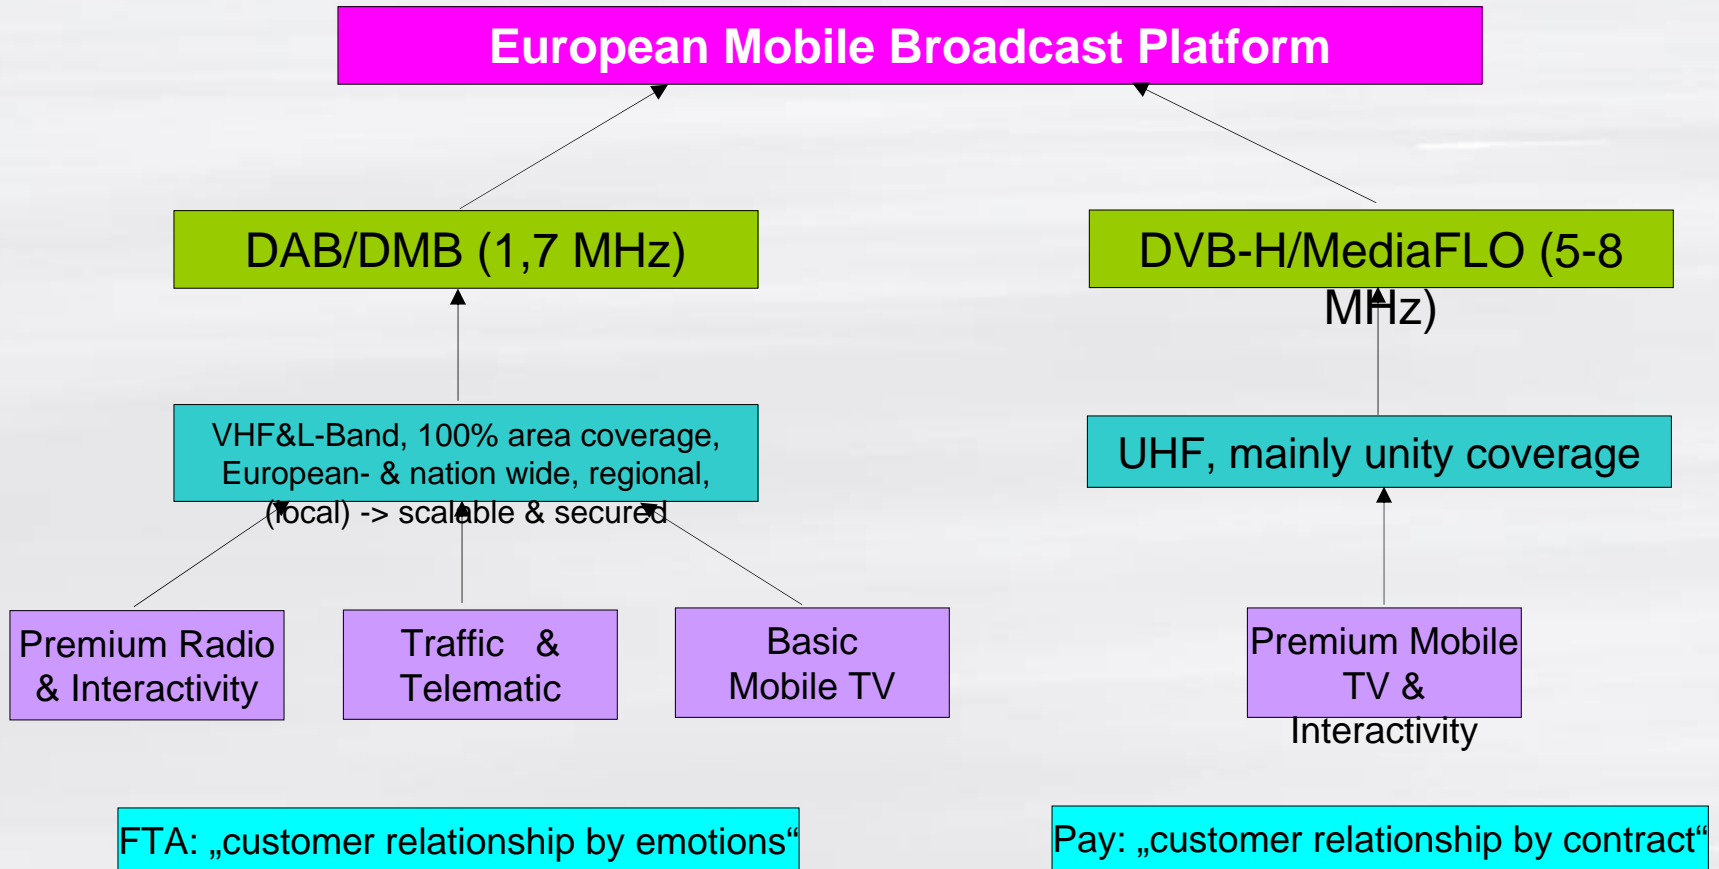 European Mobile Broadcast Platform
DAB/DMB (1,7 MHz)
DVB-H/MediaFLO (5-8
MHz)
VHF&L-Band, 100% area coverage,
European- & nation wide, regional,
(local) -> scalable & secured
UHF, mainly unity coverage
Premium Radio
& Interactivity
Traffic &
Telematic
Basic
Mobile TV
Premium Mobile
TV &
Interactivity
FTA: „customer relationship by emotions“
Pay: „customer relationship by contract“